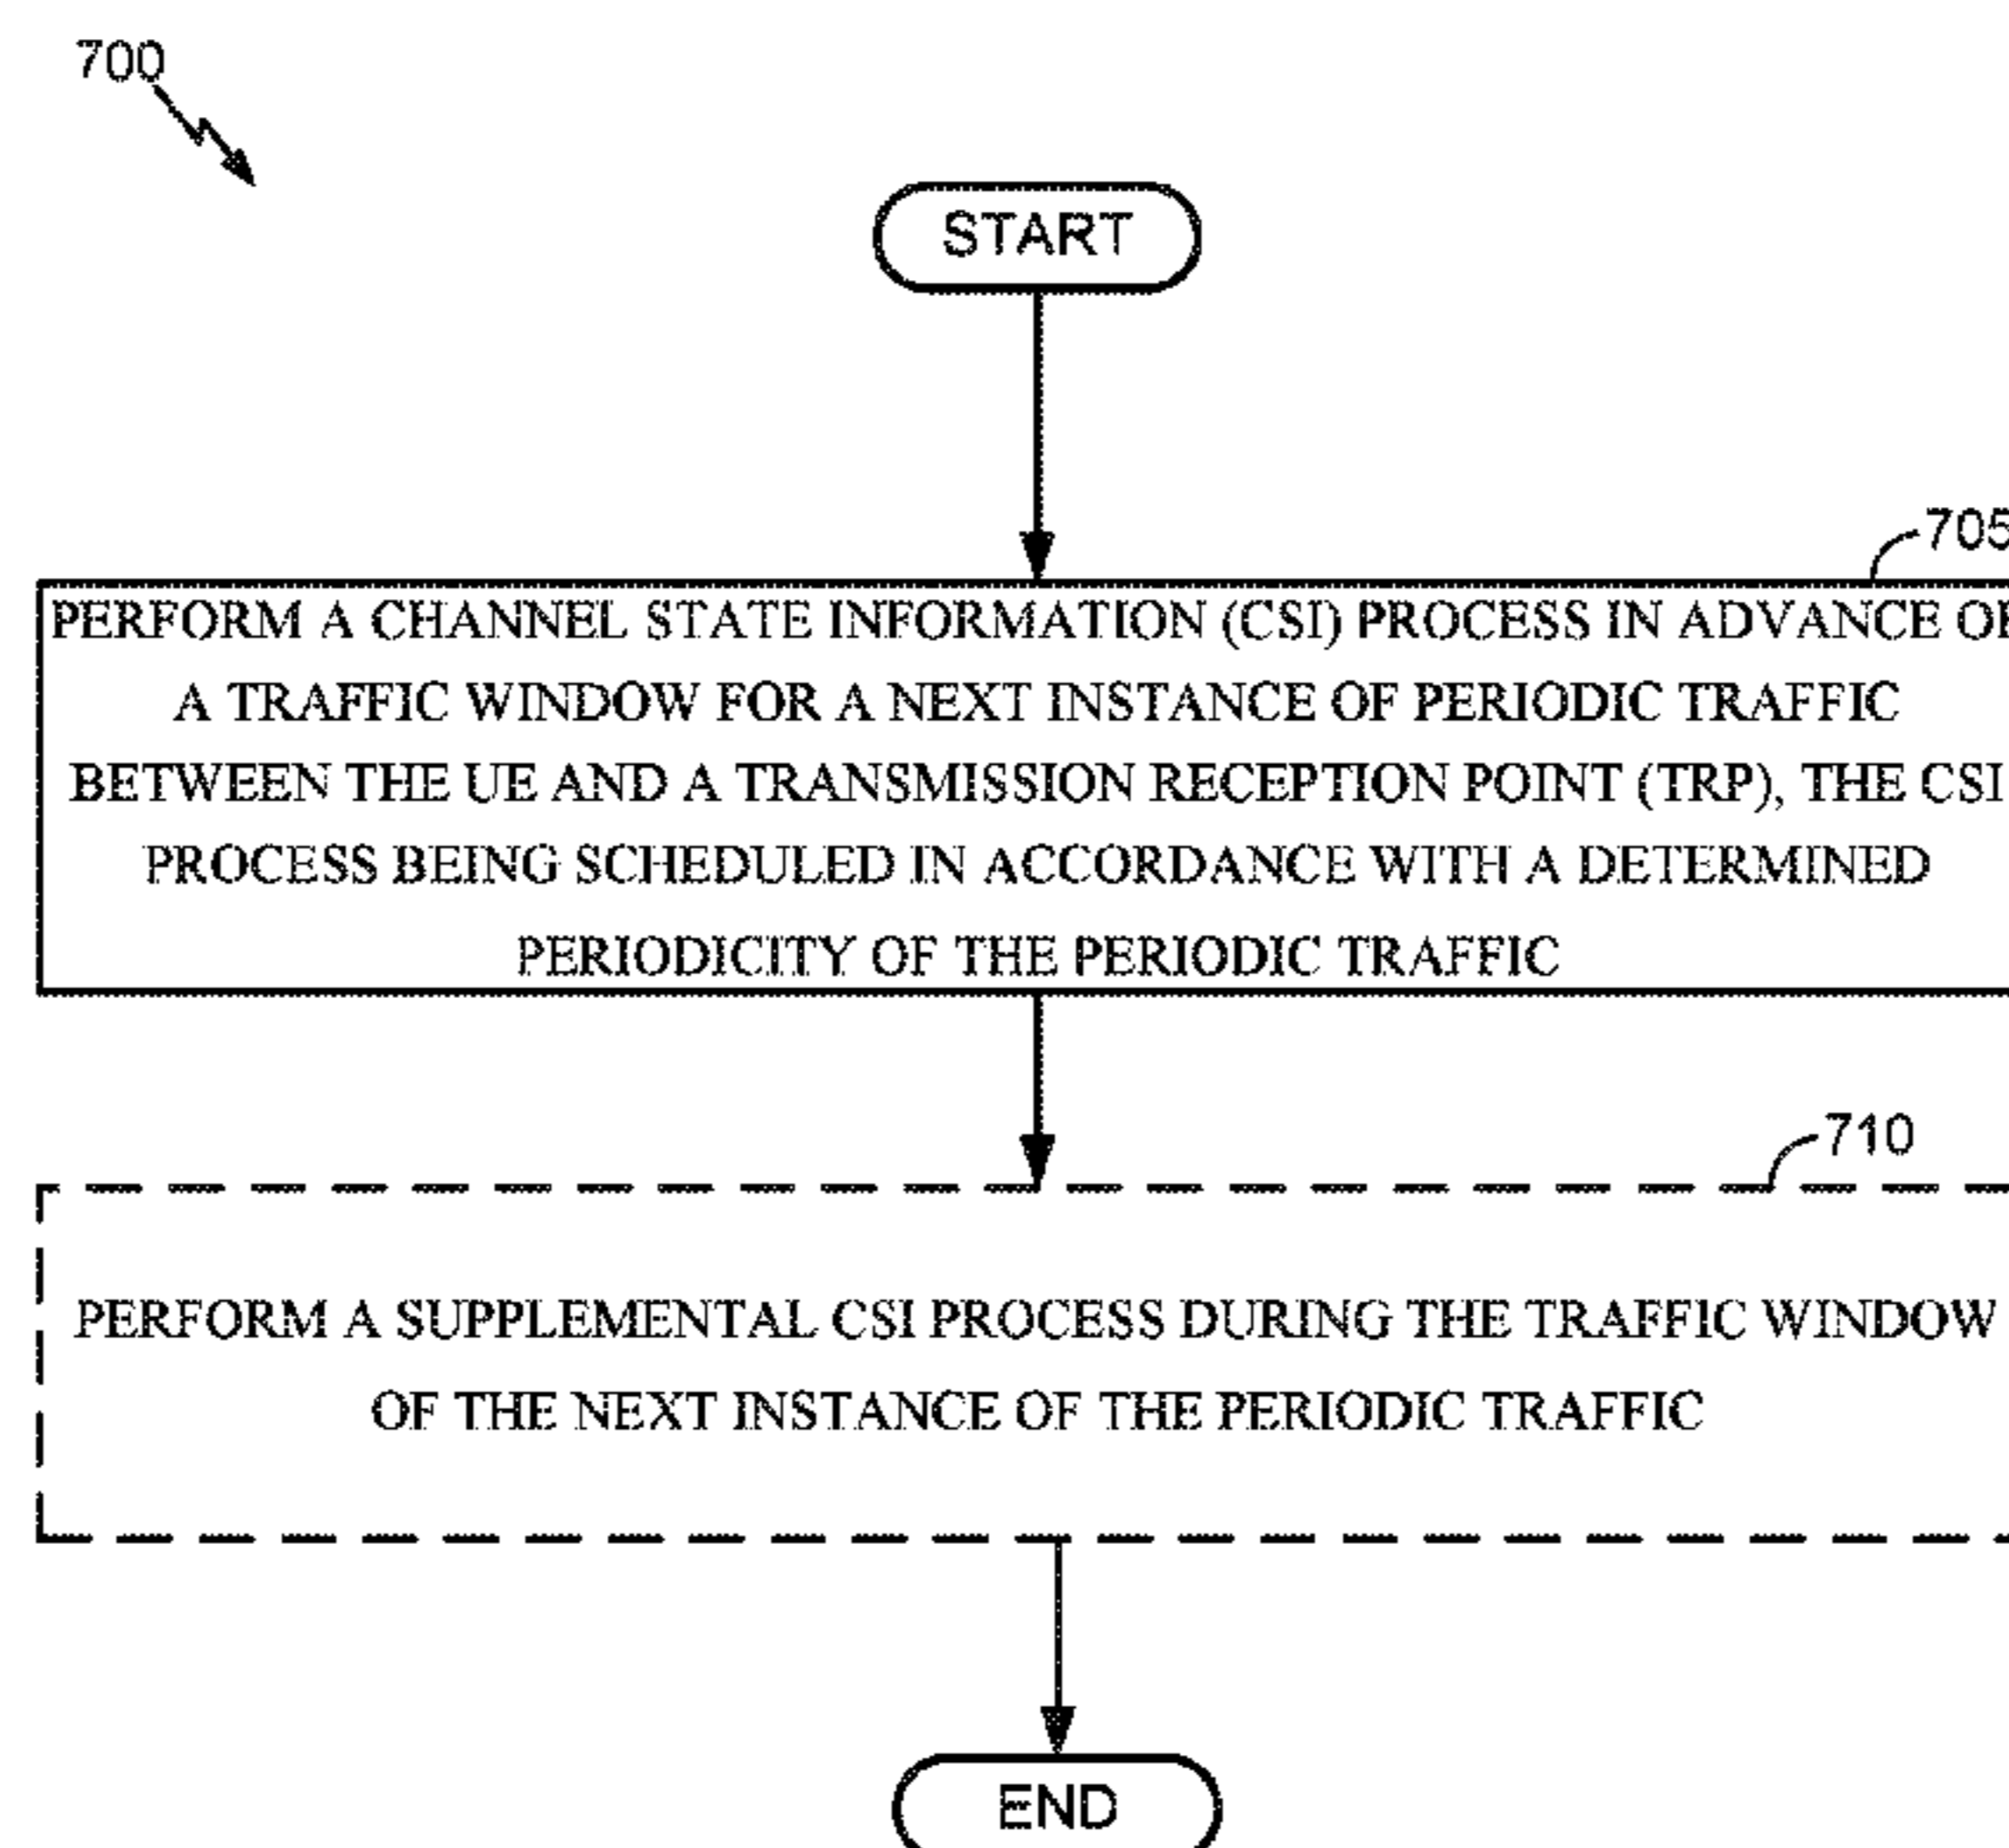 700
START
705
PERFORM A CHANNEL STATE INFORMATION (CSI) PROCESS IN ADVANCE OF
A TRAFFIC WINDOW FOR A NEXT INSTANCE OF PERIODIC TRAFFIC
BETWEEN THE UE AND A TRANSMISSION RECEPTION POINT (TRP), THE CSI
PROCESS BEING SCHEDULED IN ACCORDANCE WITH A DETERMINED
PERIODICITY OF THE PERIODIC TRAFFIC
710
PERFORM A SUPPLEMENTAL CSI PROCESS DURING THE TRAFFIC WINDOW
OF THE NEXT INSTANCE OF THE PERIODIC TRAFFIC
END